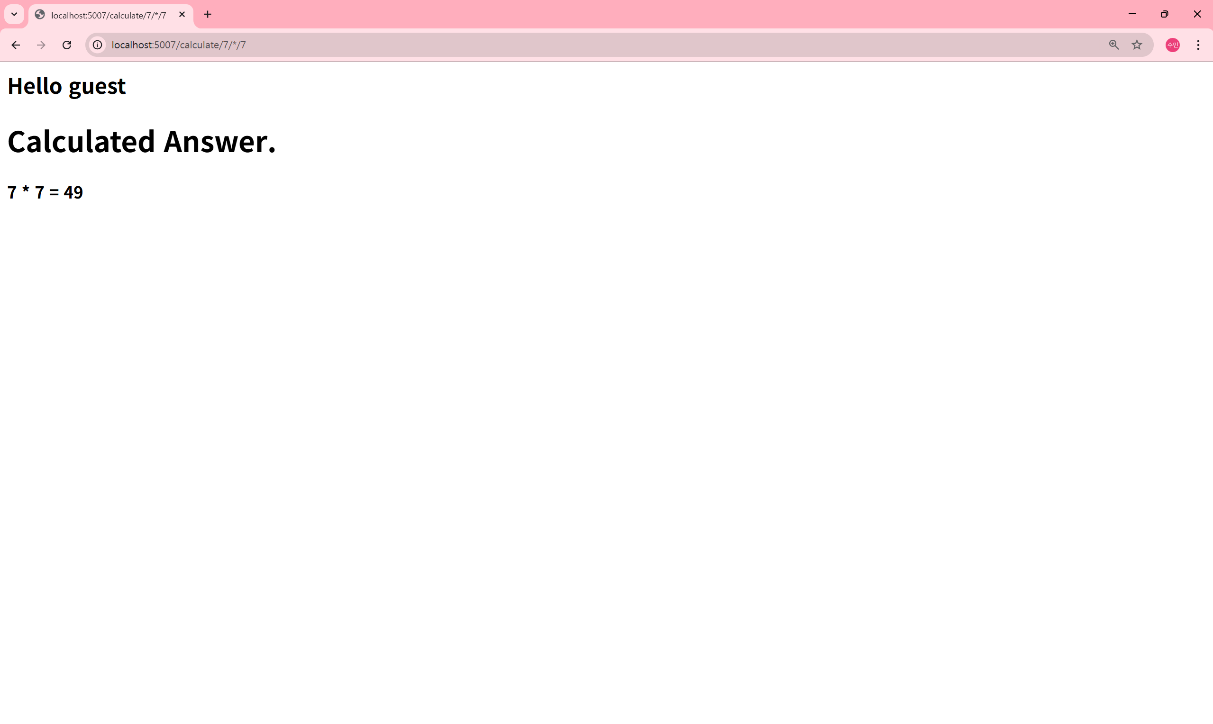 localhost:5007/calculate/7/*/7
localhost:5007/calculate/7/*/7
Hello guest
Calculated Answer.
7 * 7 = 49